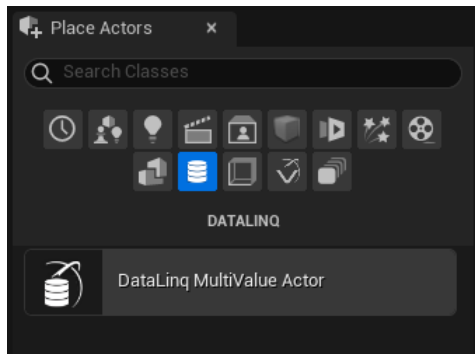 Place Actors
Search Classes
DATALINQ
DataLinq MultiValue Actor